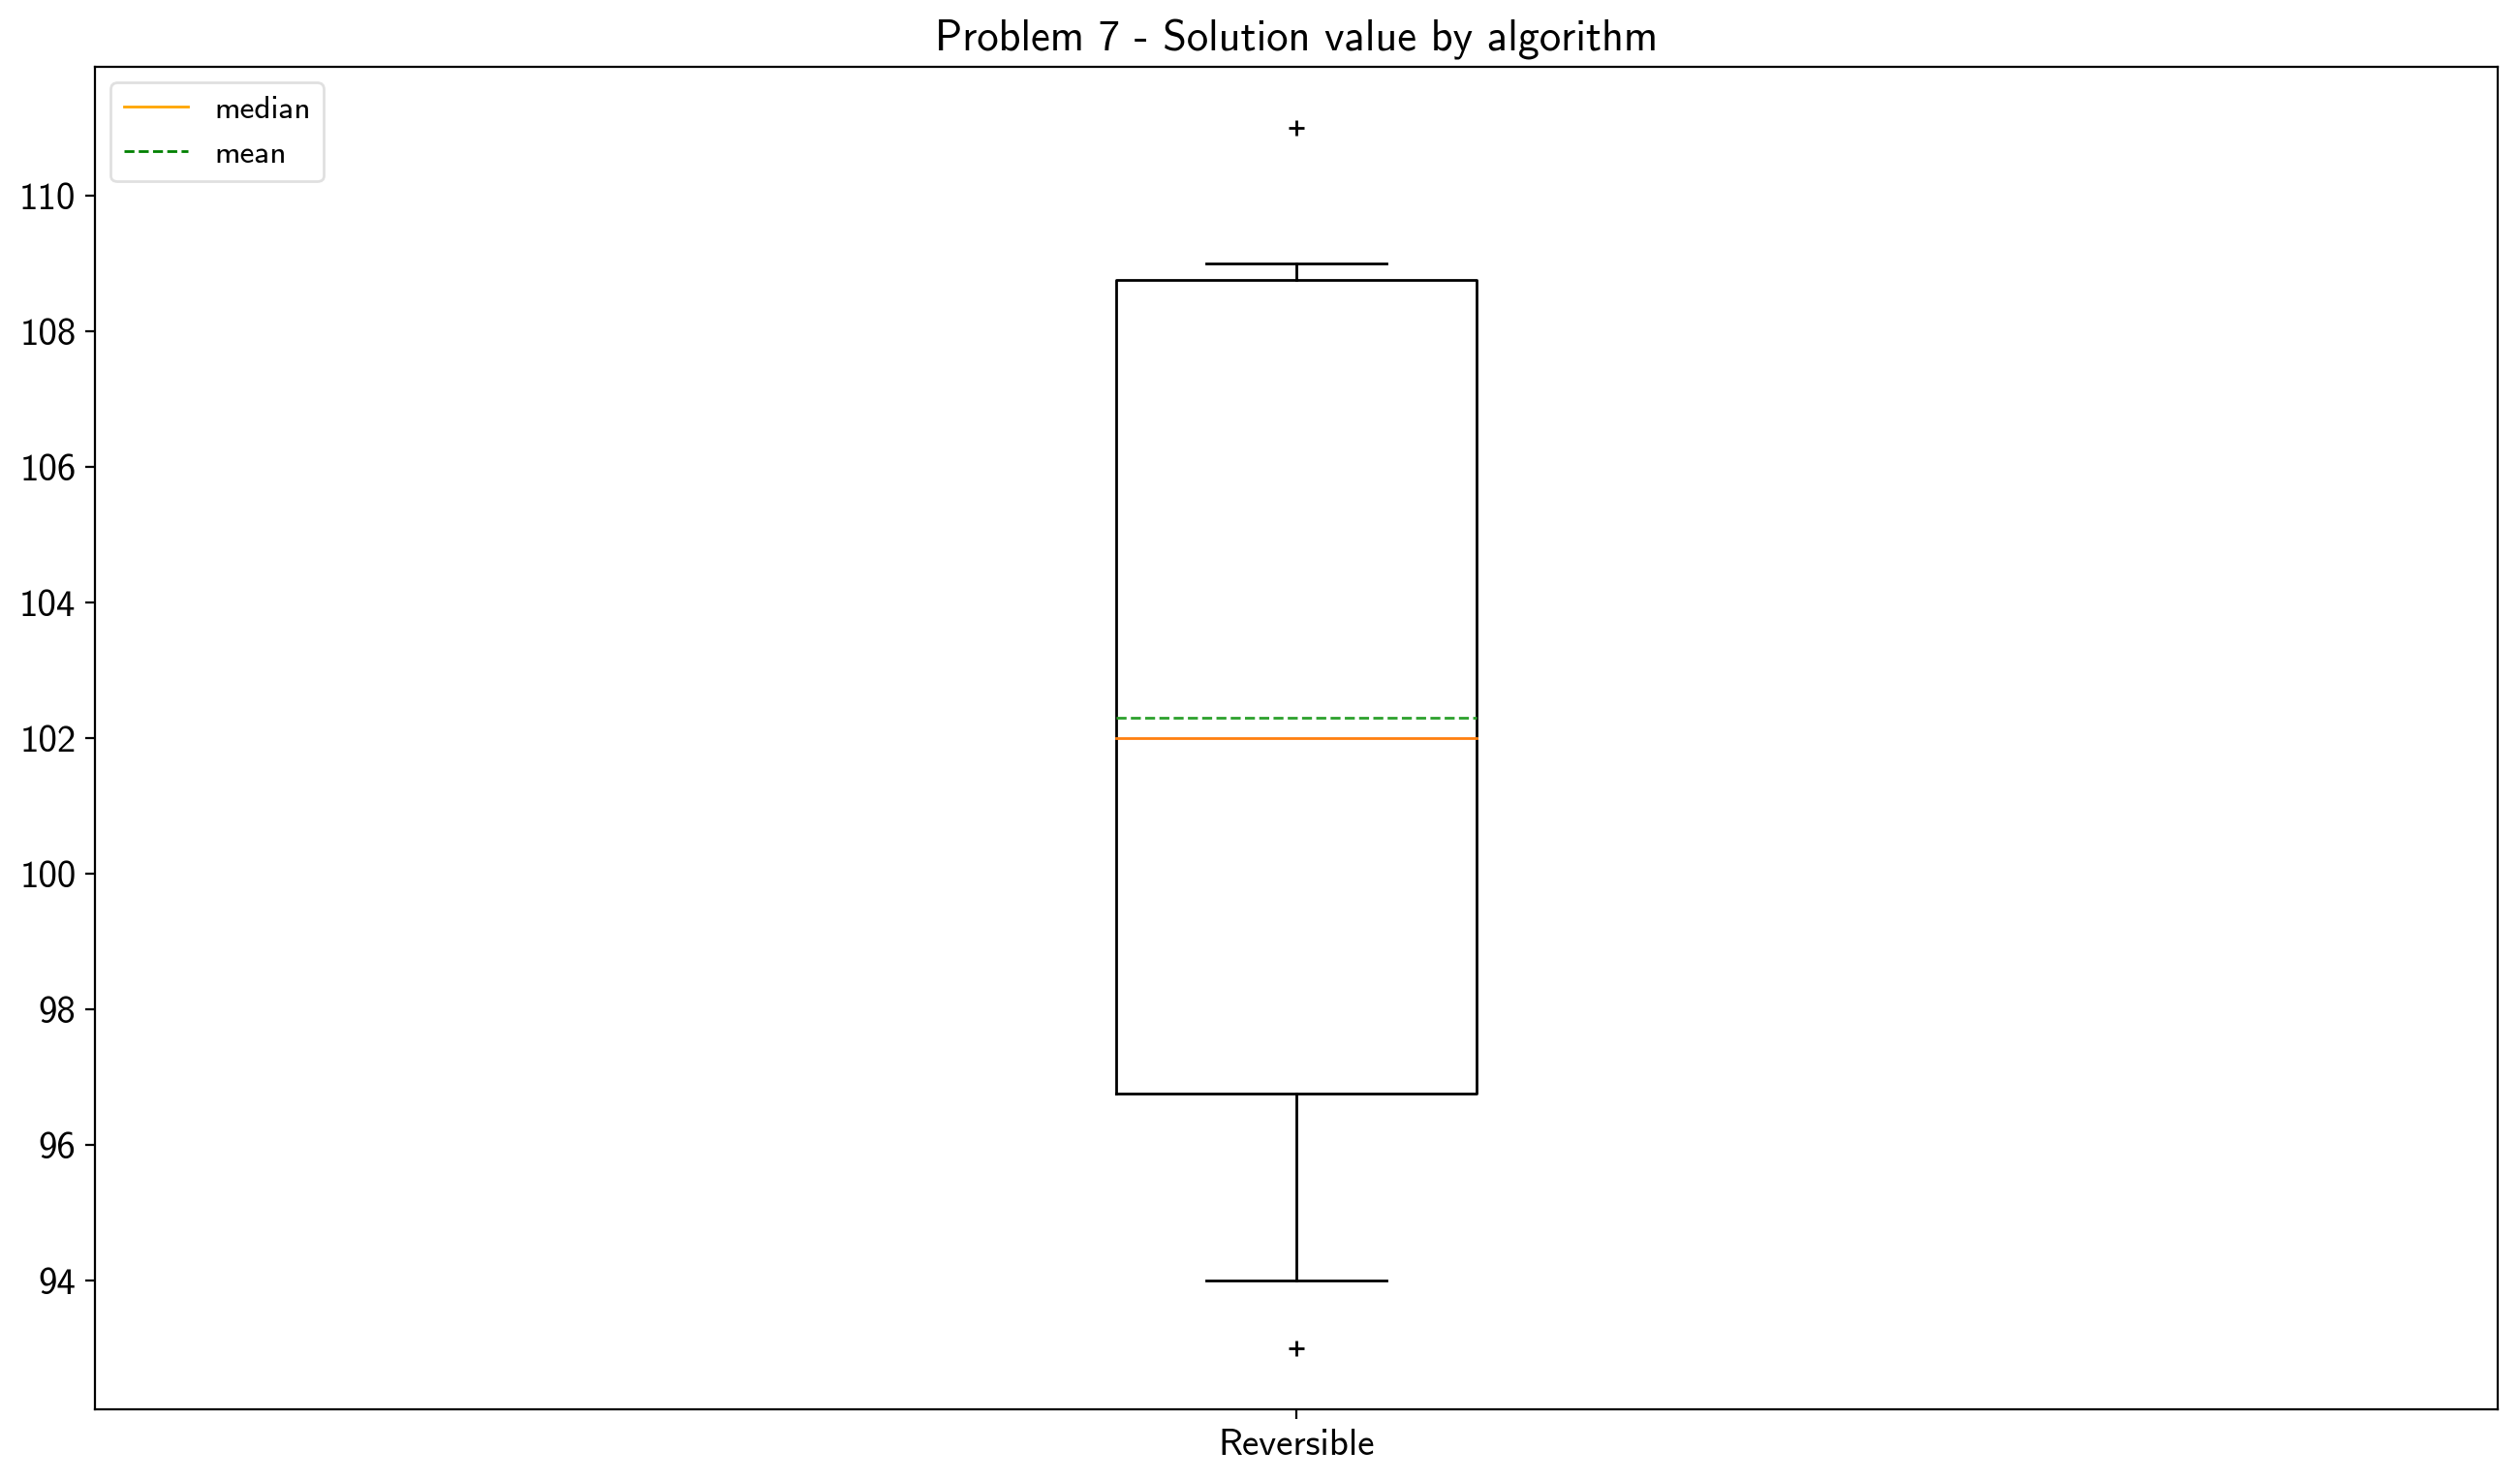 Problem 7 - Solution value by algorithm
median
mean
110
108
106
104
102
100
98
96
94
Reversible